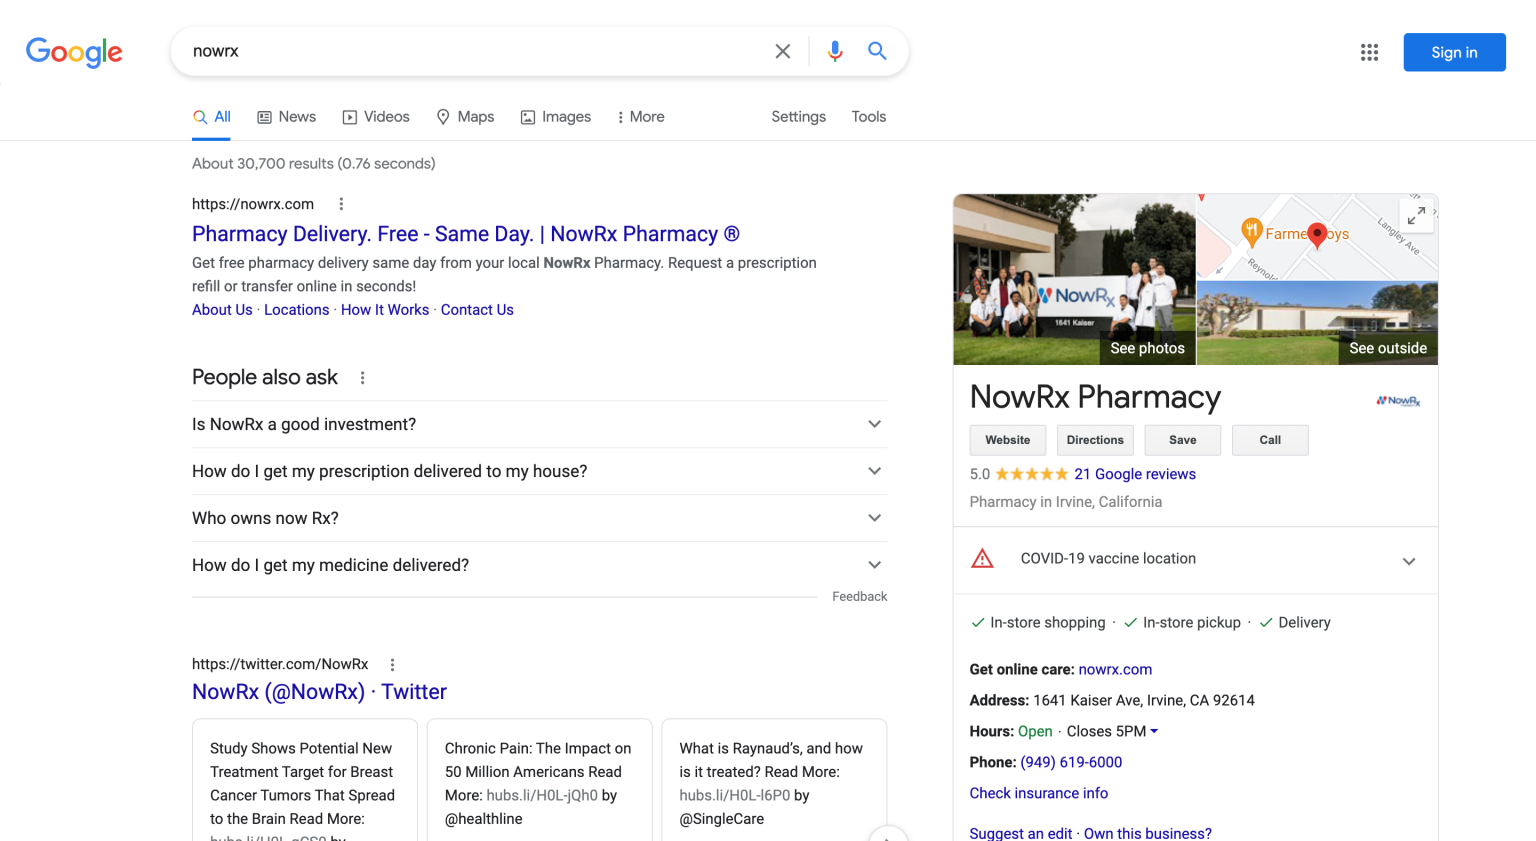 Google
nowrx
Sign in
All
News
Videos
Maps
Images
More
Settings
Tools
About 30,700 results (0.76 seconds)
https://nowrx.com
Pharmacy Delivery. Free - Same Day. | NowRx Pharmacy ®
Get free pharmacy delivery same day from your local NowRx Pharmacy. Request a prescription
refill or transfer online in seconds!
About Us · Locations · How It Works · Contact Us
People also ask
Is NowRx a good investment?
How do I get my prescription delivered to my house?
Who owns now Rx?
How do I get my medicine delivered?
Feedback
https://twitter.com/NowRx
NowRx (@NowRx) · Twitter
Study Shows Potential New
Treatment Target for Breast
Cancer Tumors That Spread
to the Brain Read More:
Chronic Pain: The Impact on
50 Million Americans Read
More: hubs.li/H0L-jQh0 by
@healthline
What is Raynaud's, and how
is it treated? Read More:
hubs.li/H0L-l6P0 by
@SingleCare
NowRx
1641 Kaiser
See photos
Langley Ave
See outside
NowRx Pharmacy
NowRx
Website
Directions
Save
Call
5.0
21 Google reviews
Pharmacy in Irvine, California
COVID-19 vaccine location
In-store shopping · In-store pickup · Delivery
Get online care: nowrx.com
Address: 1641 Kaiser Ave, Irvine, CA 92614
Hours: Open · Closes 5PM
Phone: (949) 619-6000
Check insurance info
Suggest an edit · Own this business?